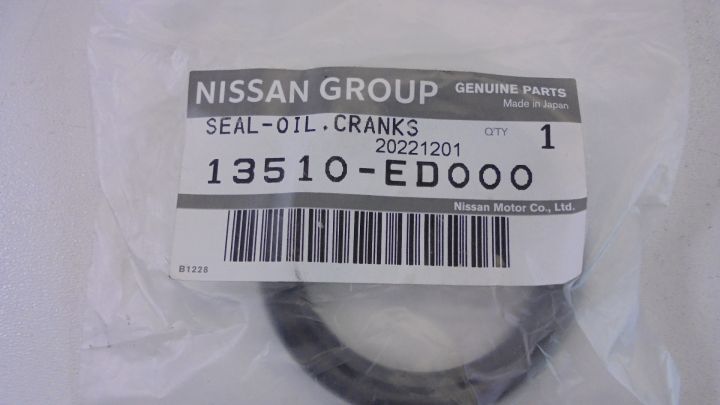 NISSAN GROUP GENUINE PARTS
Made in Japan
SEAL-OIL.CRANKS QTY 1
20221201
13510-ED000
Nissan Motor Co., Ltd.
B1228